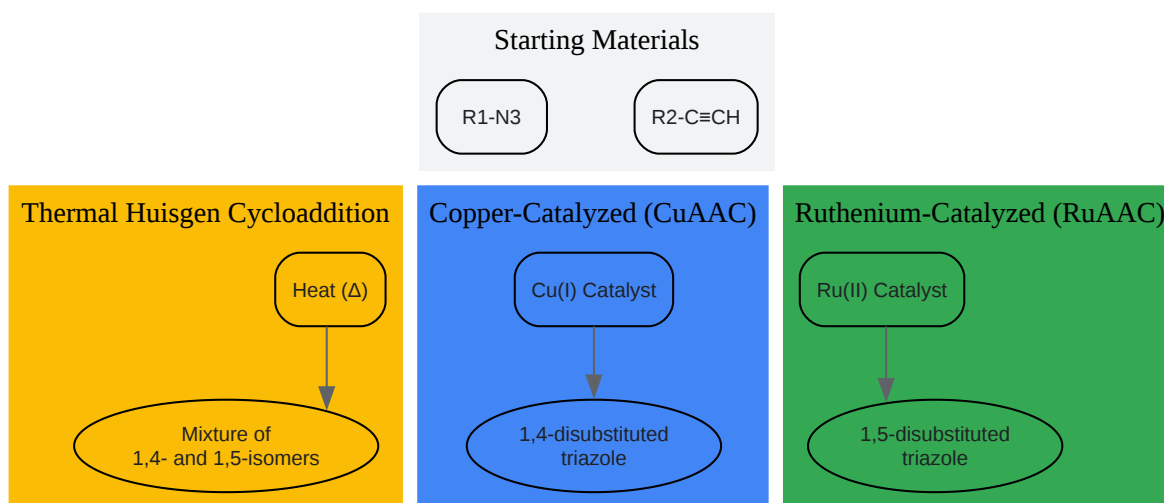 Starting Materials
R1-N3
R2-C≡CH
Thermal Huisgen Cycloaddition
Heat (Δ)
Mixture of
1,4- and 1,5-isomers
Copper-Catalyzed (CuAAC)
Cu(I) Catalyst
1,4-disubstituted
triazole
Ruthenium-Catalyzed (RuAAC)
Ru(II) Catalyst
1,5-disubstituted
triazole